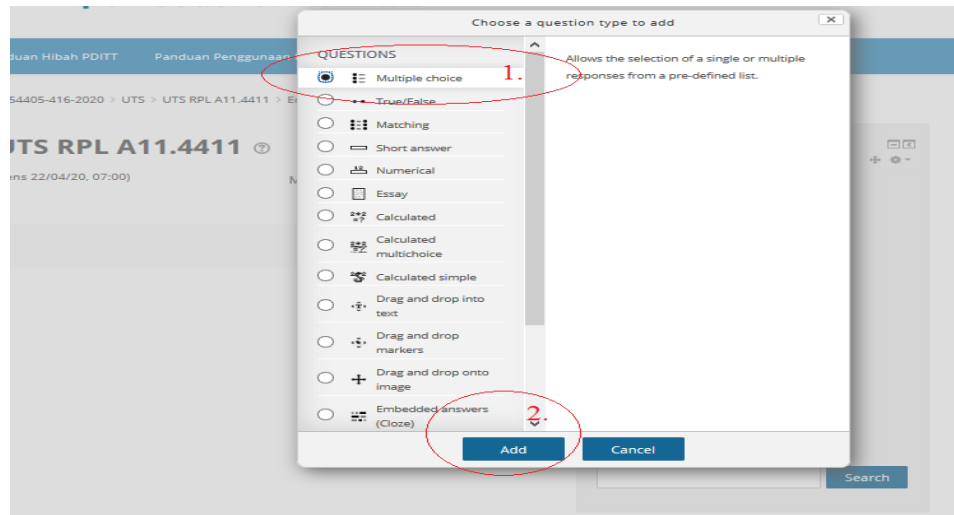 Choose a question type to add
duan Hibah PDITT Panduan Penggunaan
QUESTIONS
Multiple choice
1.
Allows the selection of a single or multiple
responses from a pre-defined list.
54405-416-2020 > UTS > UTS RPL A11.4411 >
True/False
Matching
UTS RPL A11.4411
Short answer
ens 22/04/20, 07:00)
Numerical
Essay
Calculated
Calculated
multichoice
Calculated simple
Drag and drop into
text
Drag and drop
markers
Drag and drop onto
image
Embedded answers
(Cloze)
2.
Add Cancel
Search